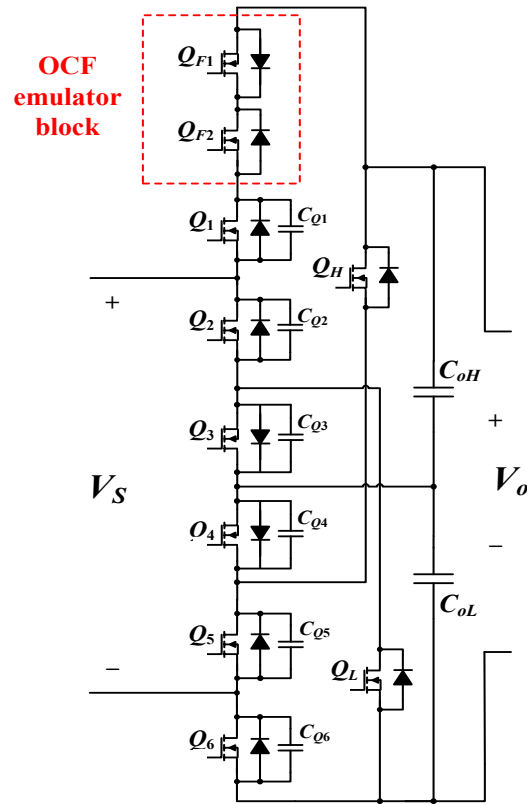 OCF
emulator
block
QF1
QF2
Q1
CQ1
QH
+
Q2
CQ2
CoH
Q3
CQ3
+
VS
Vo
Q4
CQ4
−
CoL
Q5
CQ5
−
QL
Q6
CQ6